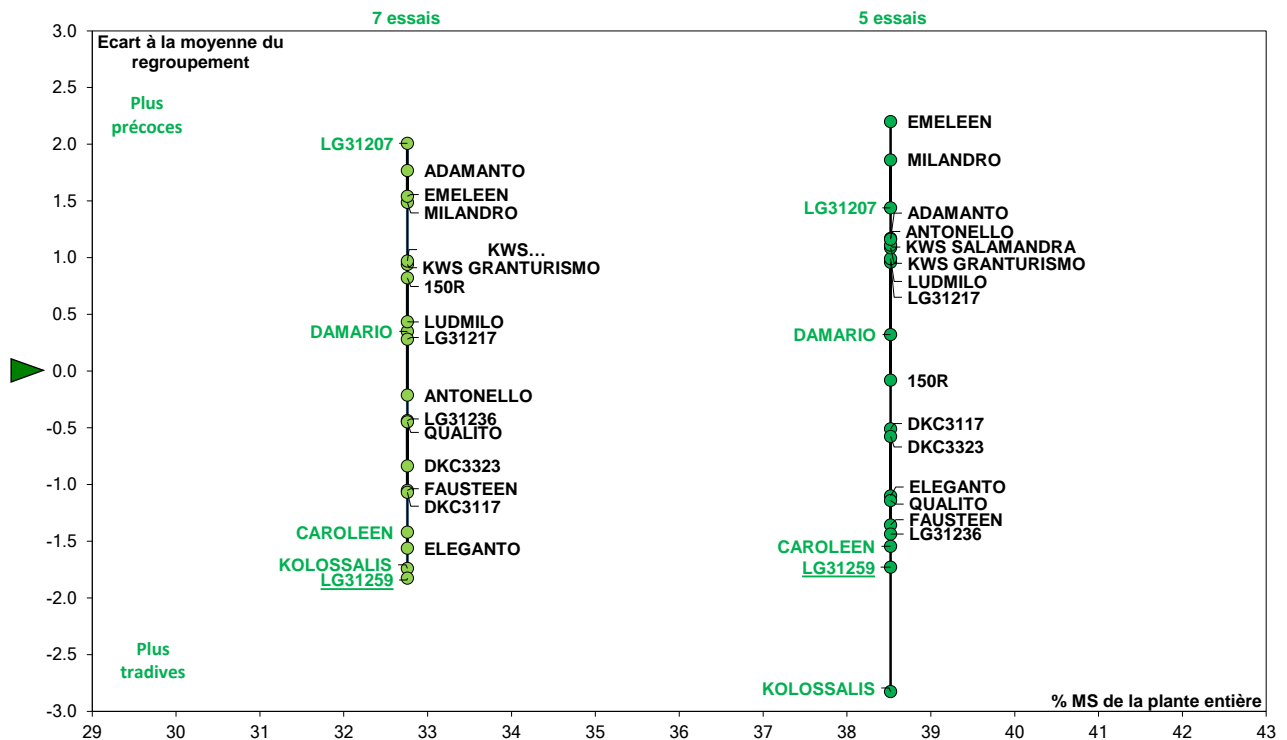 7 essais
5 essais
3.0
2.5
2.0
1.5
1.0
0.5
0.0
-0.5
-1.0
-1.5
-2.0
-2.5
-3.0
Ecart à la moyenne du
regroupement
Plus
précoces
LG31207
ADAMANTO
EMELEEN
MILANDRO
KWS...
KWS GRANTURISMO
150R
LUDMILO
DAMARIO
LG31217
ANTONELLO
LG31236
QUALITO
DKC3323
FAUSTEEN
DKC3117
CAROLEEN
ELEGANTO
KOLOSSALIS
LG31259
Plus
tradives
EMELEEN
MILANDRO
LG31207
ADAMANTO
ANTONELLO
KWS SALAMANDRA
KWS GRANTURISMO
LUDMILO
LG31217
DAMARIO
150R
DKC3117
DKC3323
ELEGANTO
QUALITO
FAUSTEEN
LG31236
CAROLEEN
LG31259
KOLOSSALIS
% MS de la plante entière
29 30 31 32 33 34 35 36 37 38 39 40 41 42 43